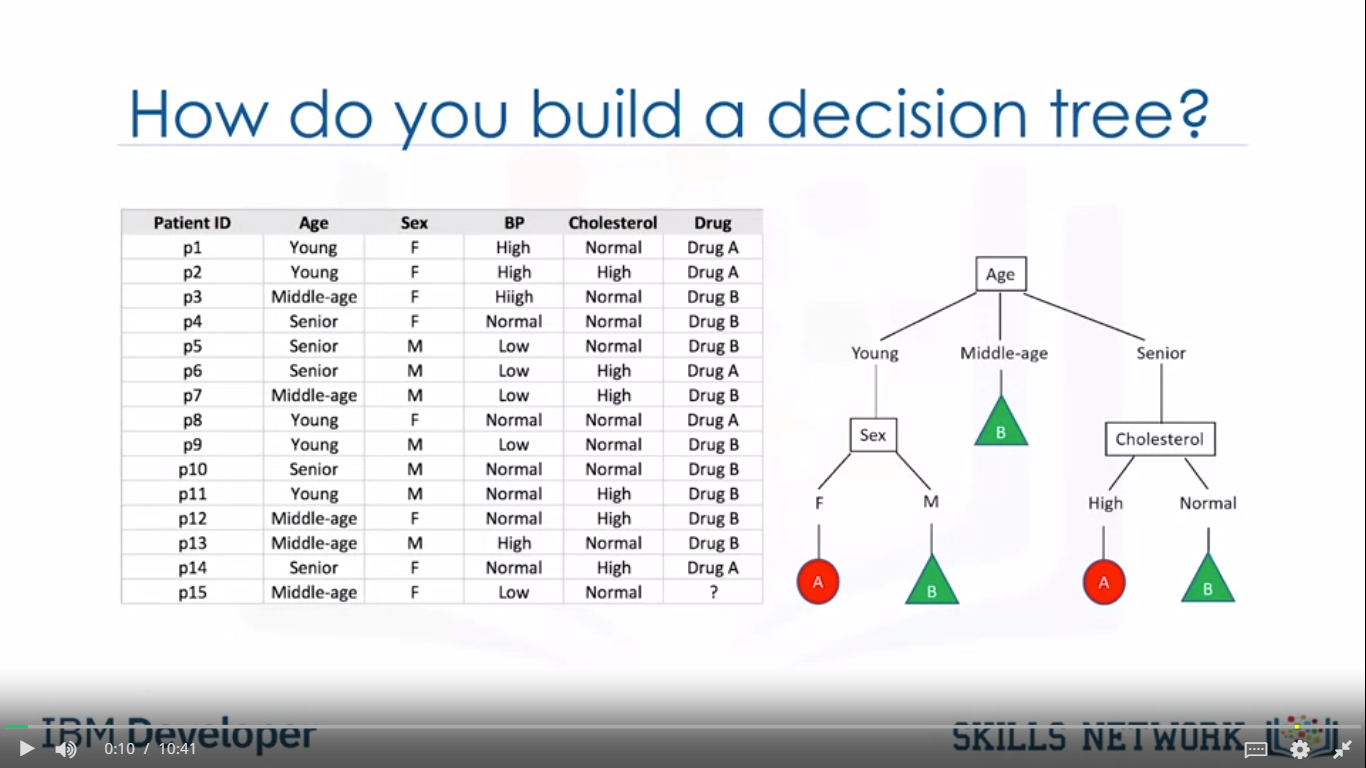 How do you build a decision tree?
Patient ID Age Sex BP Cholesterol Drug
p1 Young F High Normal Drug A
p2 Young F High High Drug A
p3 Middle-age F Hiigh Normal Drug B
p4 Senior F Normal Normal Drug B
p5 Senior M Low Normal Drug B
p6 Senior M Low High Drug A
p7 Middle-age M Low High Drug B
p8 Young F Normal Normal Drug A
p9 Young M Low Normal Drug B
p10 Senior M Normal Normal Drug B
p11 Young M Normal High Drug B
p12 Middle-age F Normal High Drug B
p13 Middle-age M High Normal Drug B
p14 Senior F Normal High Drug A
p15 Middle-age F Low Normal ?
Age
Young Middle-age Senior
B
Sex Cholesterol
F M High Normal
A B A B
IBM Developer
SKILLS NETWORK
0:10 / 10:41